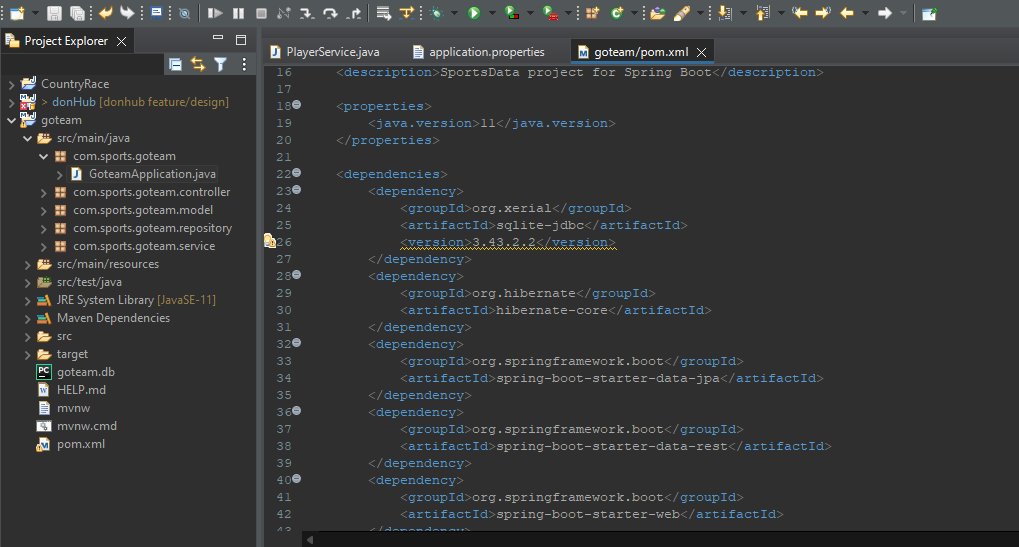 Project Explorer
CountryRace
> donHub [donhub feature/design]
goteam
src/main/java
com.sports.goteam
GoteamApplication.java
com.sports.goteam.controller
com.sports.goteam.model
com.sports.goteam.repository
com.sports.goteam.service
src/main/resources
src/test/java
JRE System Library [JavaSE-11]
Maven Dependencies
src
target
goteam.db
HELP.md
mvnw
mvnw.cmd
pom.xml
PlayerService.java application.properties goteam/pom.xml
16 <description>SportsData project for Spring Boot</description>
17
18 <properties>
19 <java.version>11</java.version>
20 </properties>
21
22 <dependencies>
23 <dependency>
24 <groupId>org.xerial</groupId>
25 <artifactId>sqlite-jdbc</artifactId>
26 <version>3.43.2.2</version>
27 </dependency>
28 <dependency>
29 <groupId>org.hibernate</groupId>
30 <artifactId>hibernate-core</artifactId>
31 </dependency>
32 <dependency>
33 <groupId>org.springframework.boot</groupId>
34 <artifactId>spring-boot-starter-data-jpa</artifactId>
35 </dependency>
36 <dependency>
37 <groupId>org.springframework.boot</groupId>
38 <artifactId>spring-boot-starter-data-rest</artifactId>
39 </dependency>
40 <dependency>
41 <groupId>org.springframework.boot</groupId>
42 <artifactId>spring-boot-starter-web</artifactId>
43 </dependency>